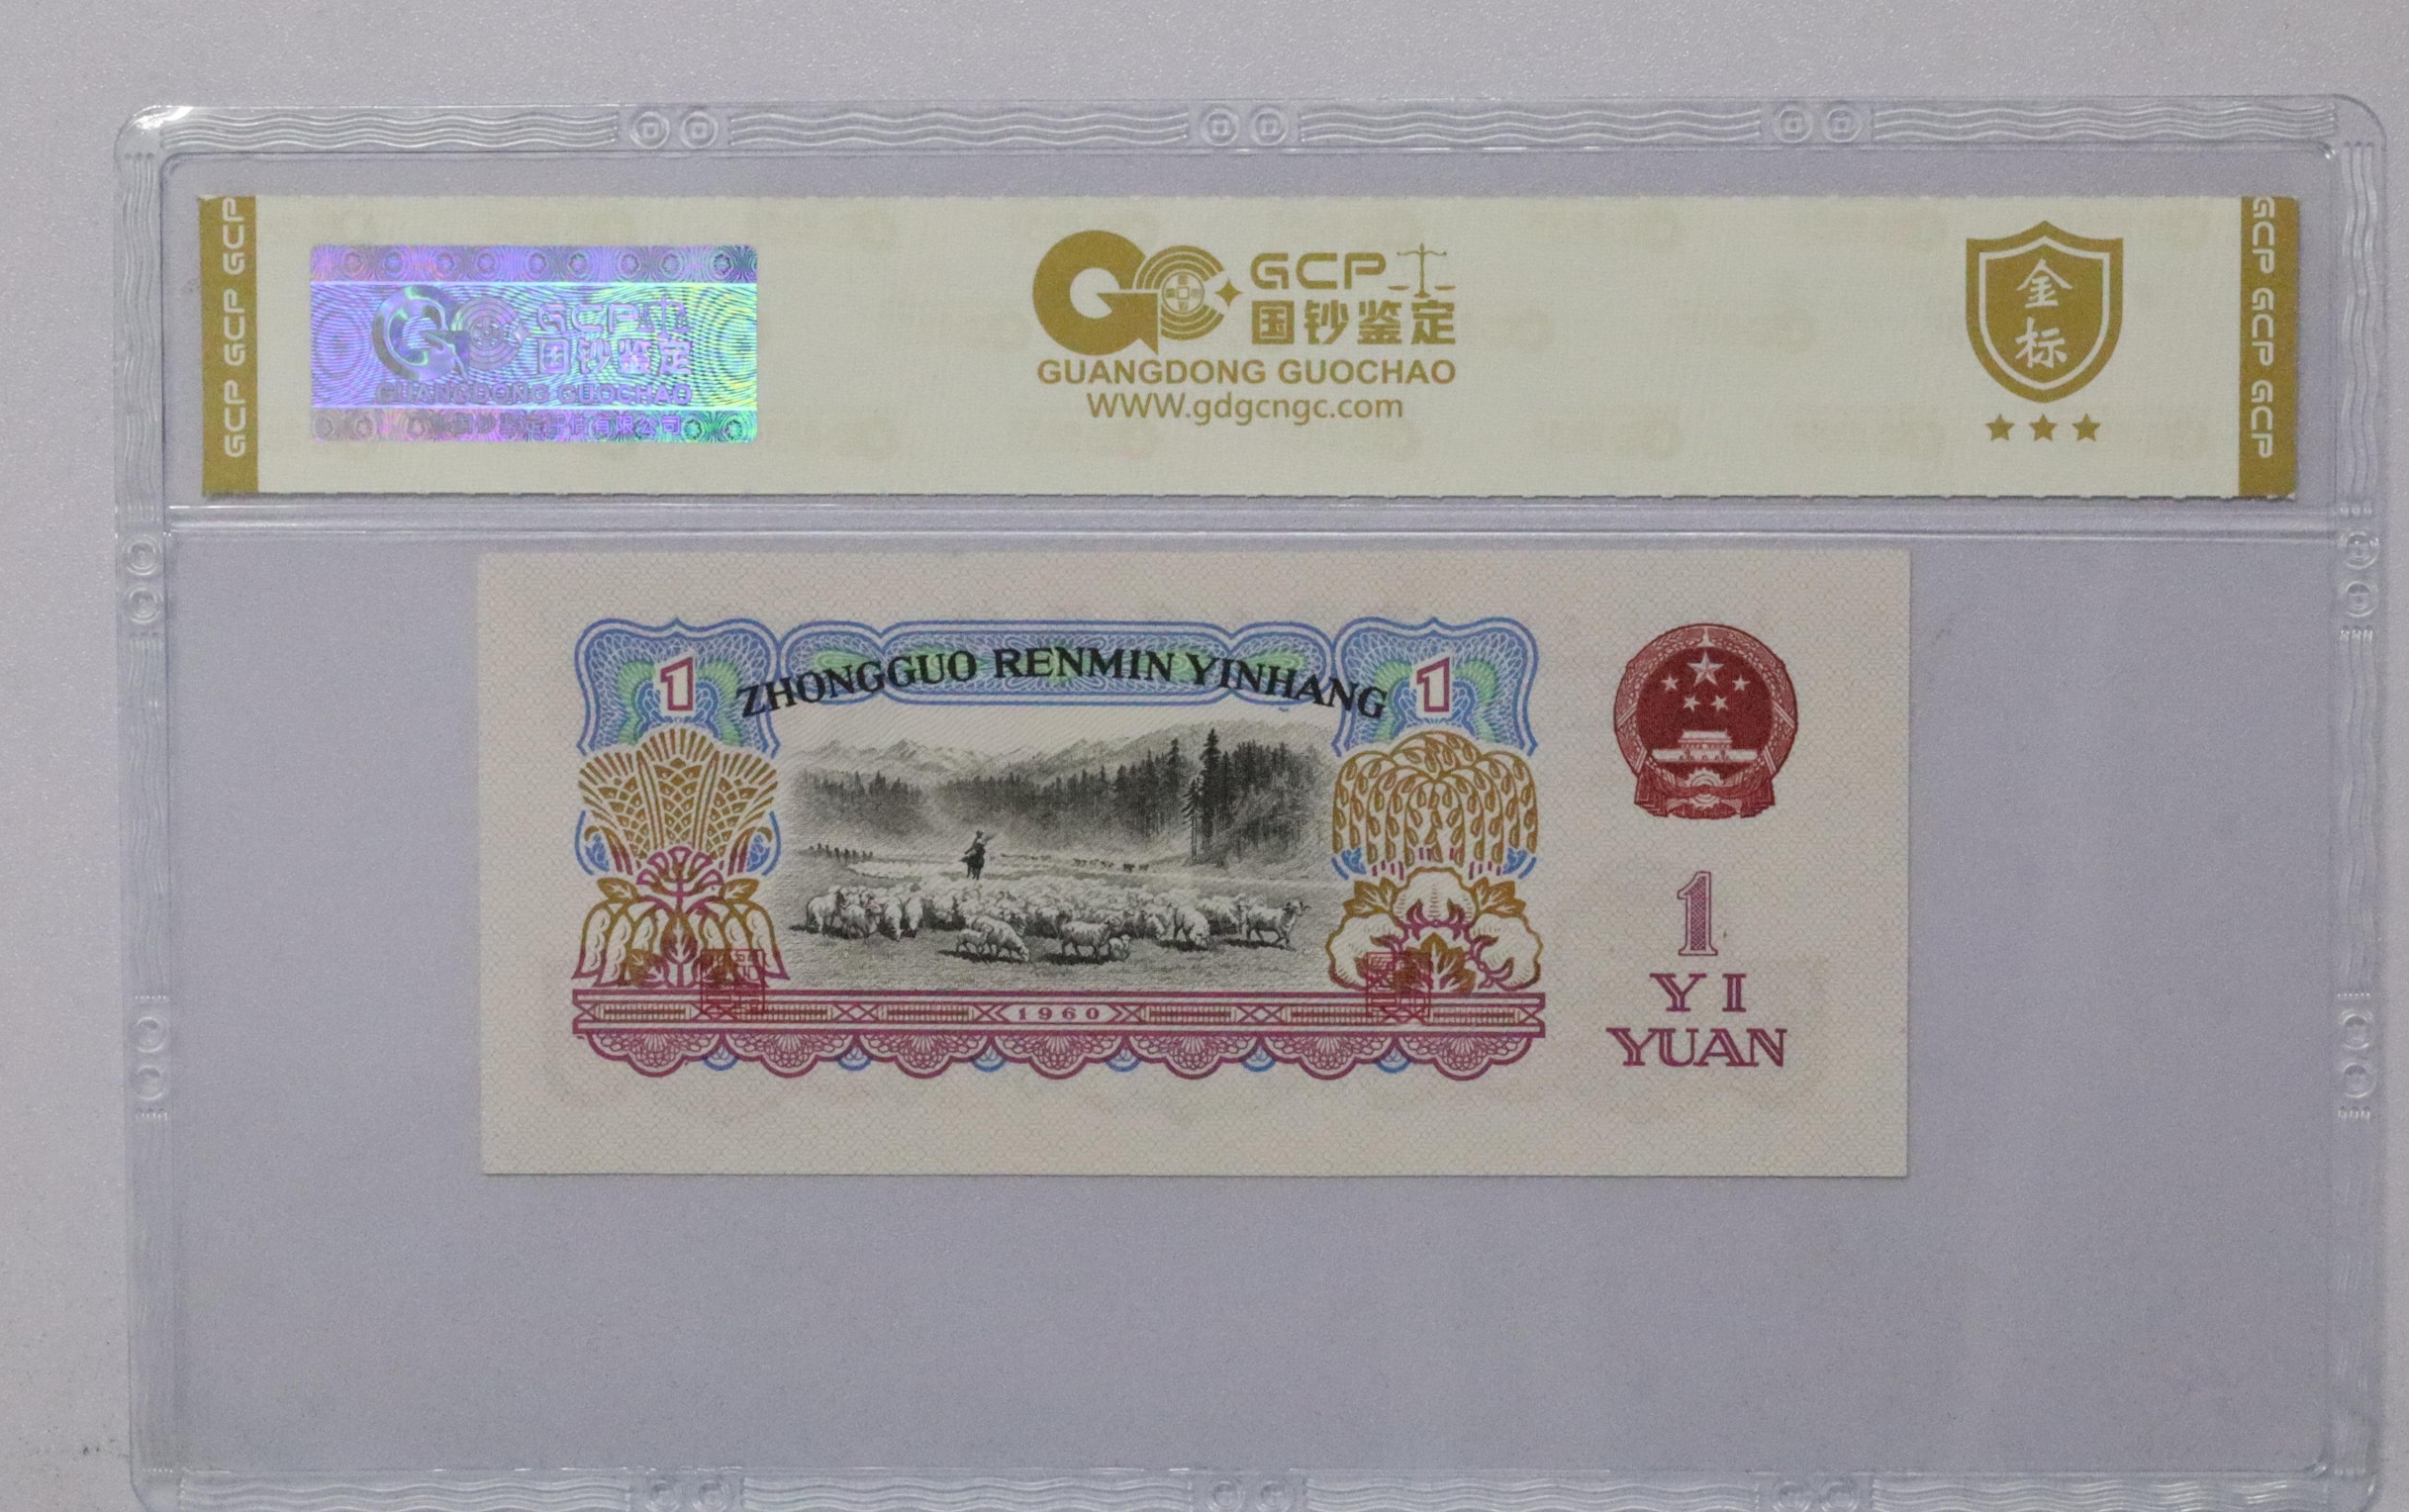 GCP GCP GCP
GCP
国钞鉴定
GUANGDONG GUOCHAO
GCP
国钞鉴定
GUANGDONG GUOCHAO
WWW.gdgcngc.com
金
标
GCP GCP GCP
ZHONGGUO RENMIN YINHANG
1
1
1960
1
YI
YUAN